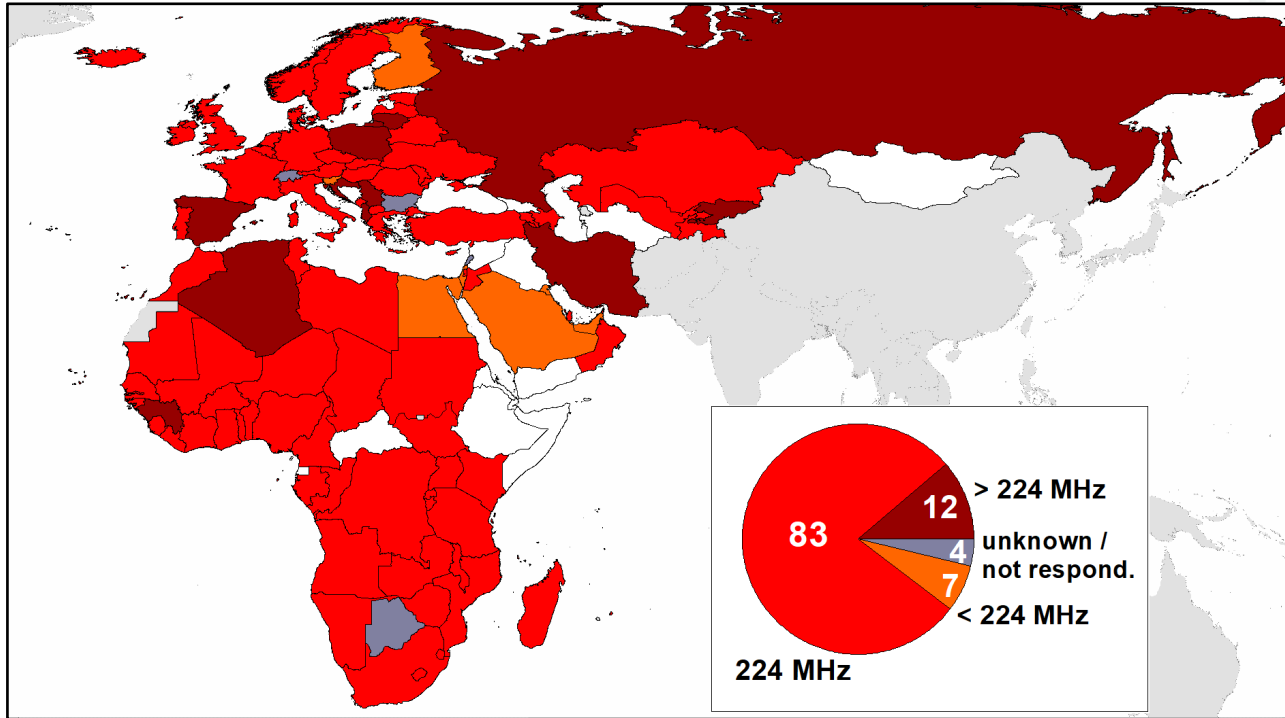 > 224 MHz
12
83
unknown /
not respond.
4
7
< 224 MHz
224 MHz